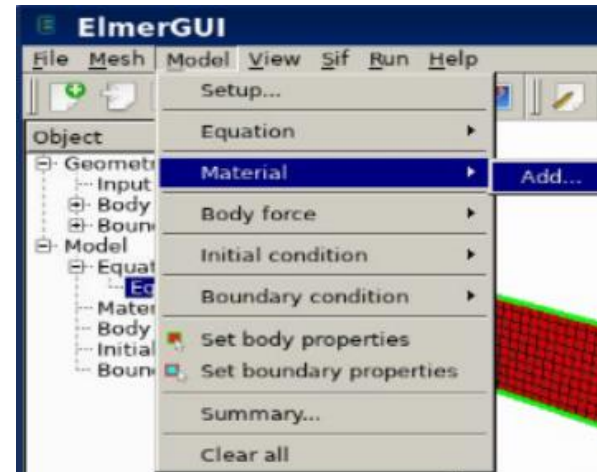 ElmerGUI
File Mesh Model View Sif Run Help
Setup...
Object
Equation
Geomet
Material Add...
Input
Body
Body force
Boun
Model
Initial condition
Equat
Boundary condition
Mater
Body
Set body properties
Initial
Set boundary properties
Boun
Summary...
Clear all